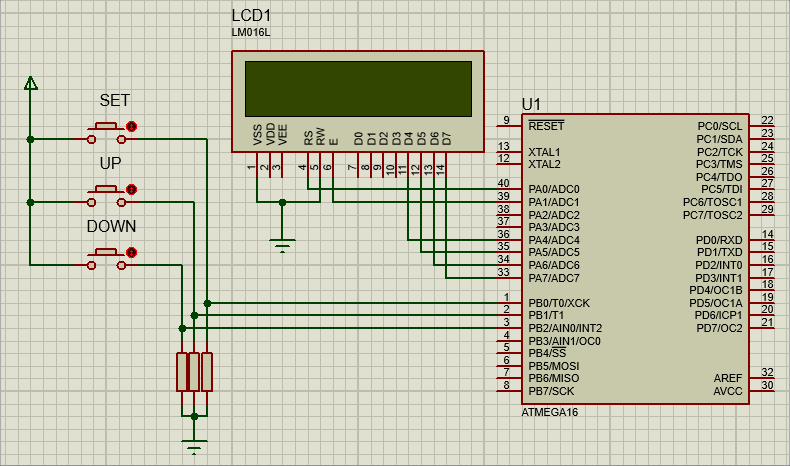 LCD1
LM016L
VSS
VDD
VEE
RS
RW
E
D0
D1
D2
D3
D4
D5
D6
D7
1
2
3
4
5
6
7
8
9
10
11
12
13
14
SET
UP
DOWN
U1
9 RESET PC0/SCL 22
PC1/SDA 23
13 XTAL1 PC2/TCK 24
12 XTAL2 PC3/TMS 25
PC4/TDO 26
40 PA0/ADC0 PC5/TDI 27
39 PA1/ADC1 PC6/TOSC1 28
38 PA2/ADC2 PC7/TOSC2 29
37 PA3/ADC3
36 PA4/ADC4 PD0/RXD 14
35 PA5/ADC5 PD1/TXD 15
34 PA6/ADC6 PD2/INT0 16
33 PA7/ADC7 PD3/INT1 17
PD4/OC1B 18
1 PB0/T0/XCK PD5/OC1A 19
2 PB1/T1 PD6/ICP1 20
3 PB2/AIN0/INT2 PD7/OC2 21
4 PB3/AIN1/OC0
5 PB4/SS
6 PB5/MOSI
7 PB6/MISO AREF 32
8 PB7/SCK AVCC 30
ATMEGA16